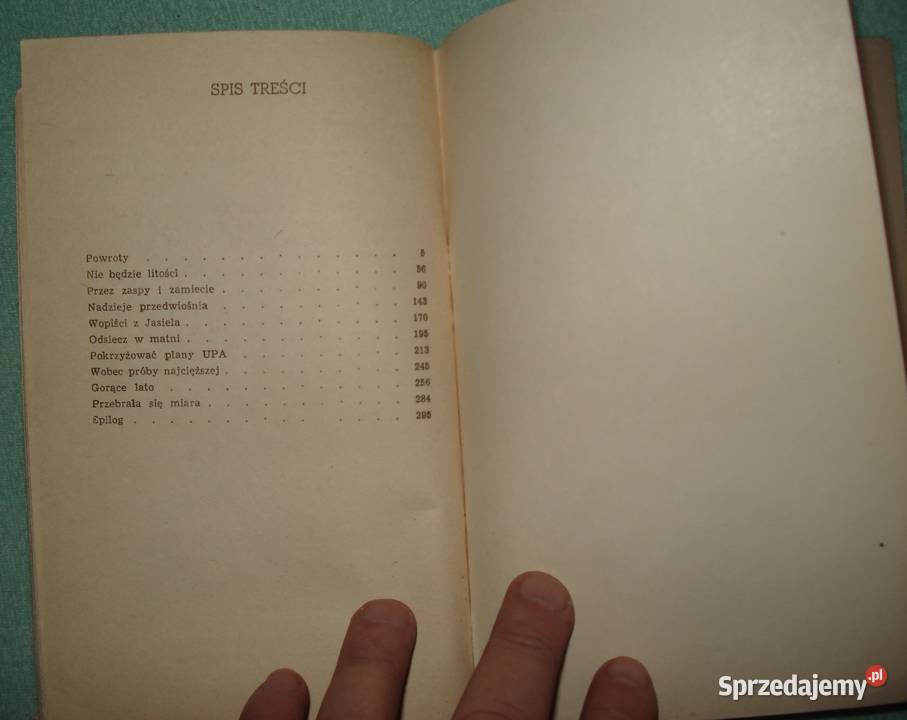 SPIS TREŚCI
Powroty . . . . . . . . . . . . . . 5
Nie będzie litości . . . . . . . . . . . . 56
Przez zaspy i zamiecie . . . . . . . . . . 90
Nadzieje przedwiośnia . . . . . . . . . . 143
Wopiści z Jasiela . . . . . . . . . . . . 170
Odsiecz w matni . . . . . . . . . . . . 195
Pokrzyżować plany UPA . . . . . . . . . 213
Wobec próby najcięższej . . . . . . . . . . 245
Gorące lato . . . . . . . . . . . . . 256
Przebrała się miara . . . . . . . . . . . 284
Epilog . . . . . . . . . . . . . . 295
Sprzedajemy.pl